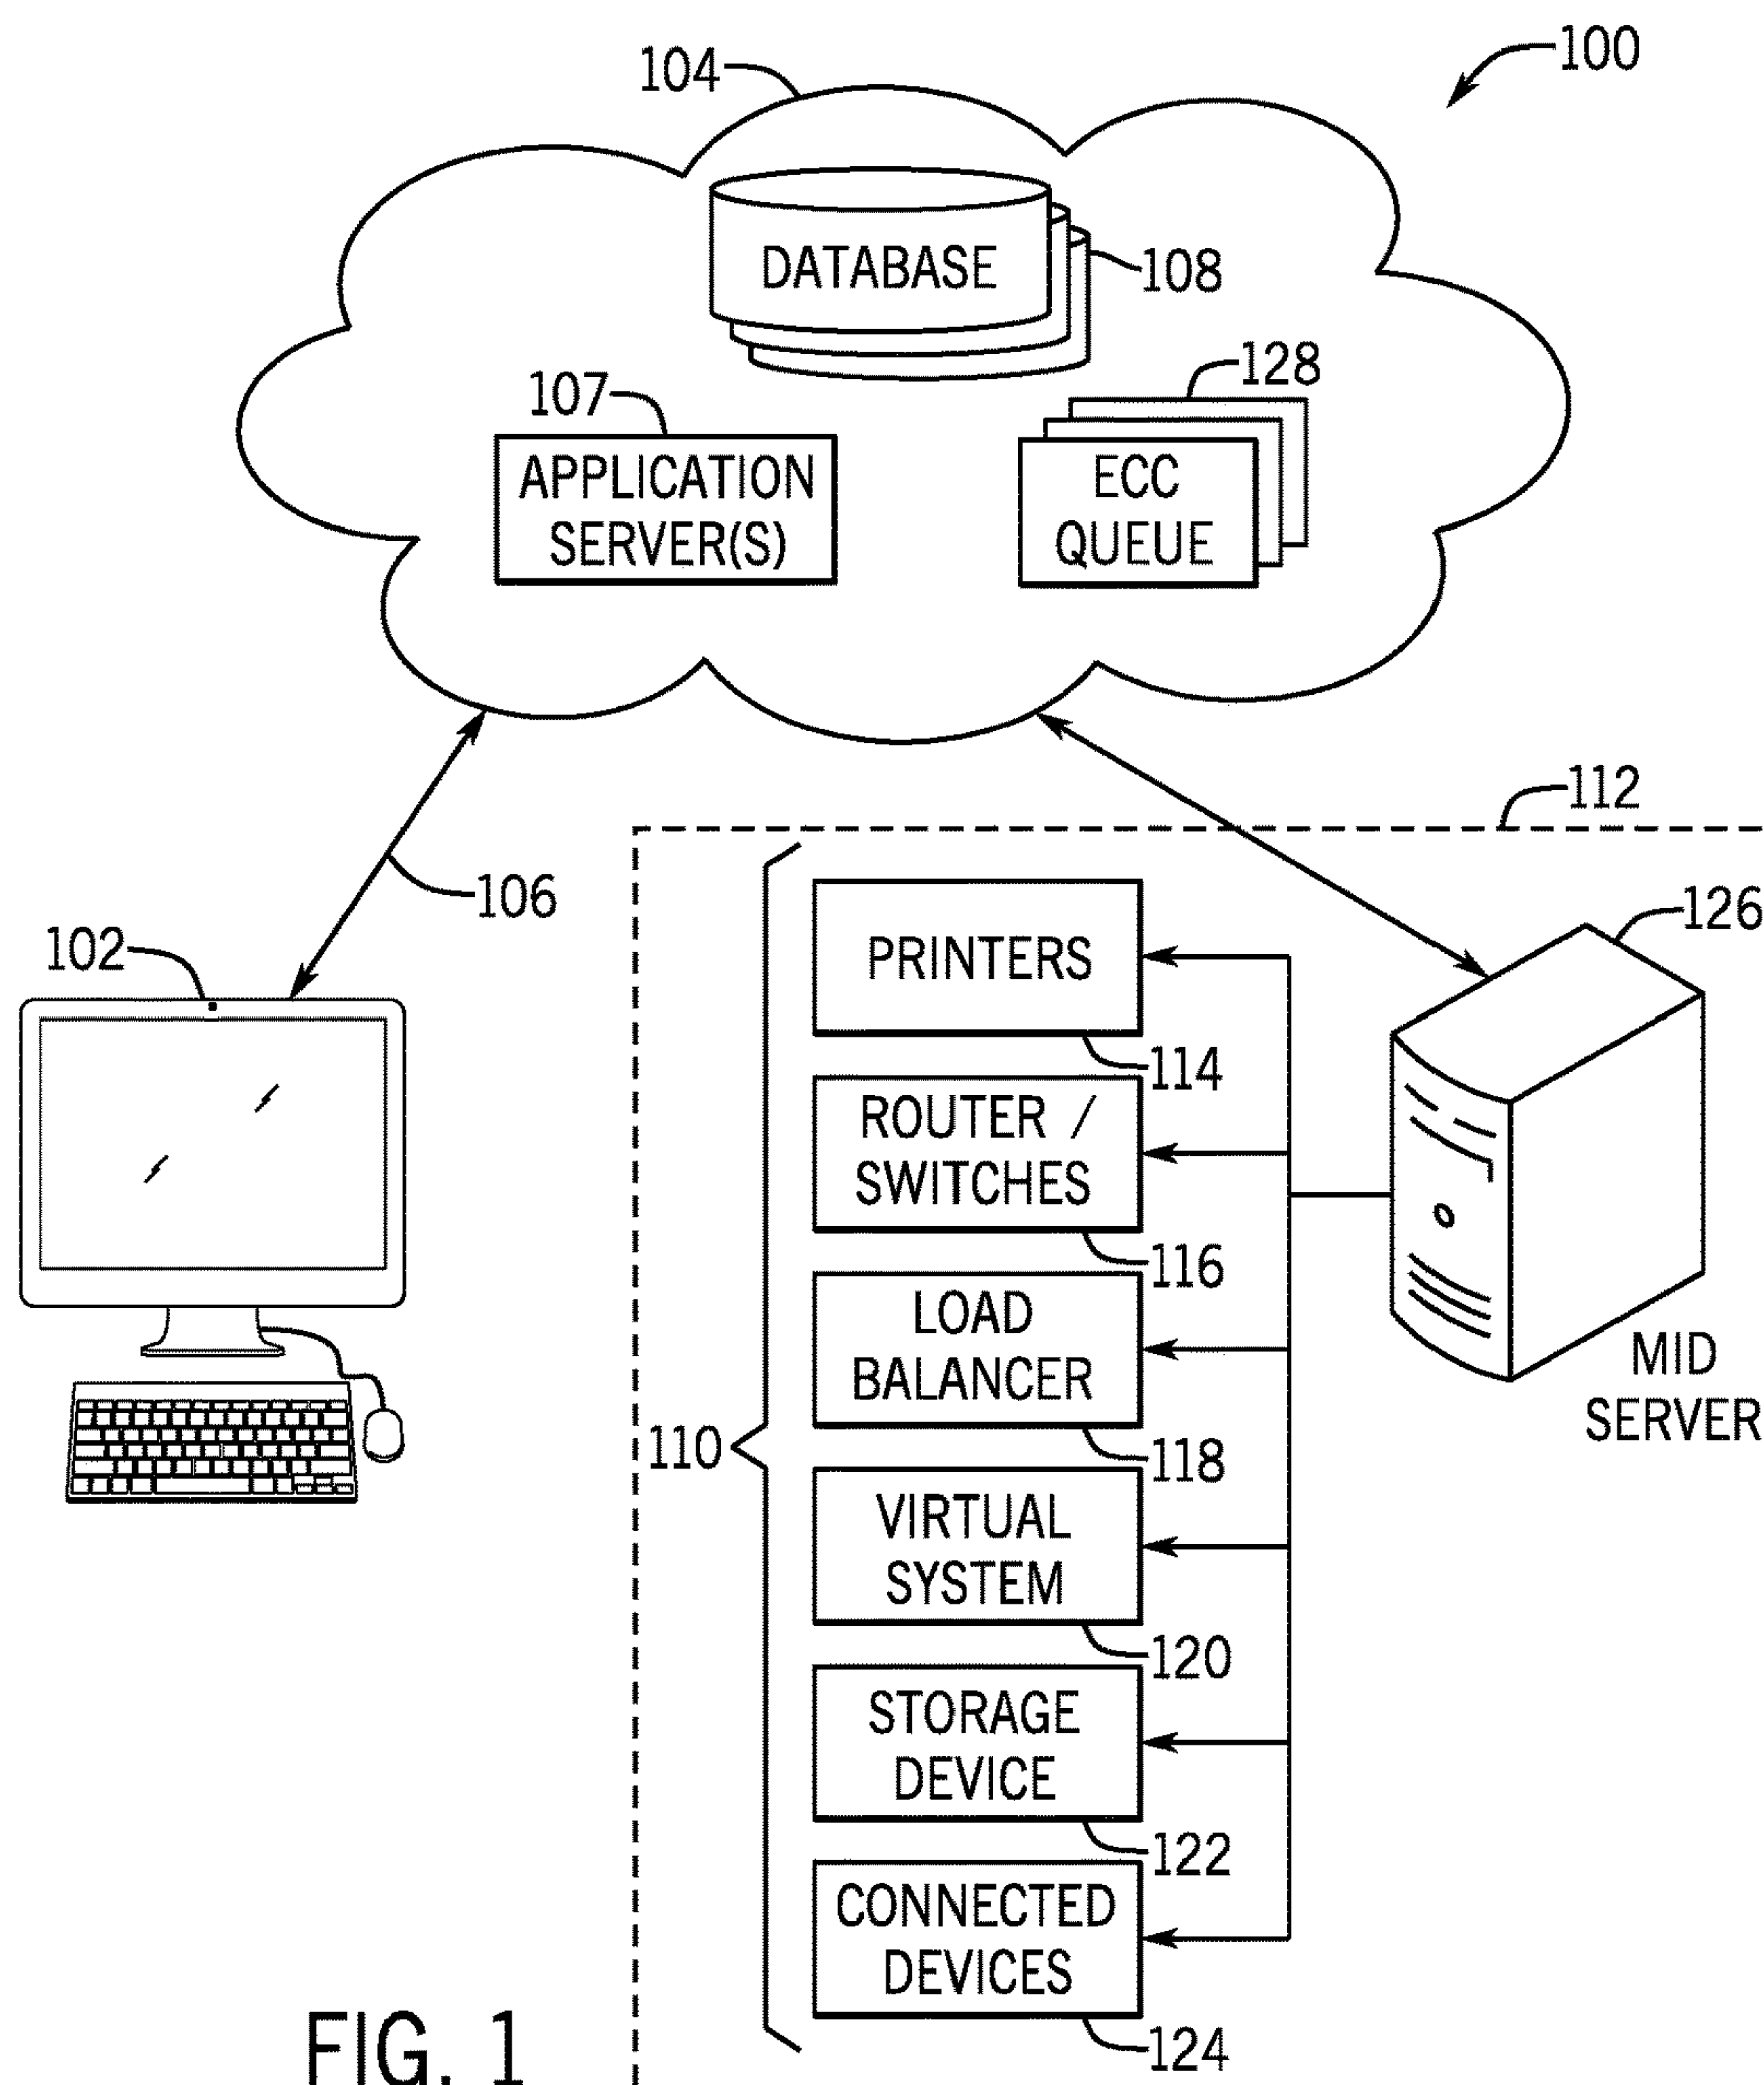 100
104
DATABASE
108
107
128
APPLICATION
SERVER(S)
ECC
QUEUE
112
106
126
102
PRINTERS
114
ROUTER /
SWITCHES
116
LOAD
BALANCER
118
MID
SERVER
110
VIRTUAL
SYSTEM
120
STORAGE
DEVICE
122
CONNECTED
DEVICES
124
FIG. 1